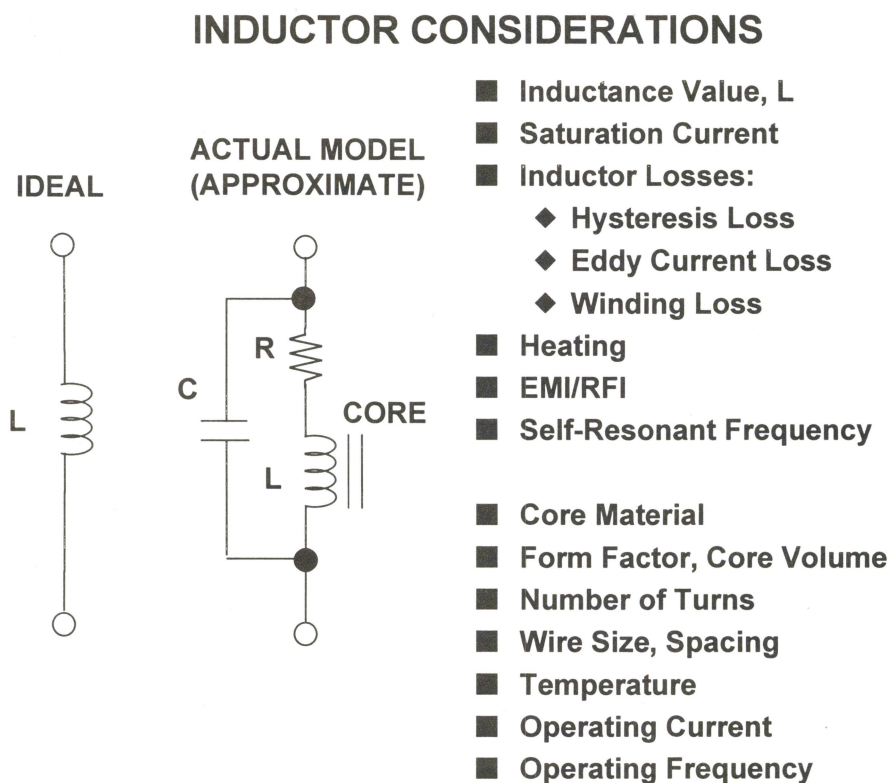 INDUCTOR CONSIDERATIONS
IDEAL
L
ACTUAL MODEL
(APPROXIMATE)
R
C
CORE
L
■ Inductance Value, L
■ Saturation Current
■ Inductor Losses:
◆ Hysteresis Loss
◆ Eddy Current Loss
◆ Winding Loss
■ Heating
■ EMI/RFI
■ Self-Resonant Frequency
■ Core Material
■ Form Factor, Core Volume
■ Number of Turns
■ Wire Size, Spacing
■ Temperature
■ Operating Current
■ Operating Frequency